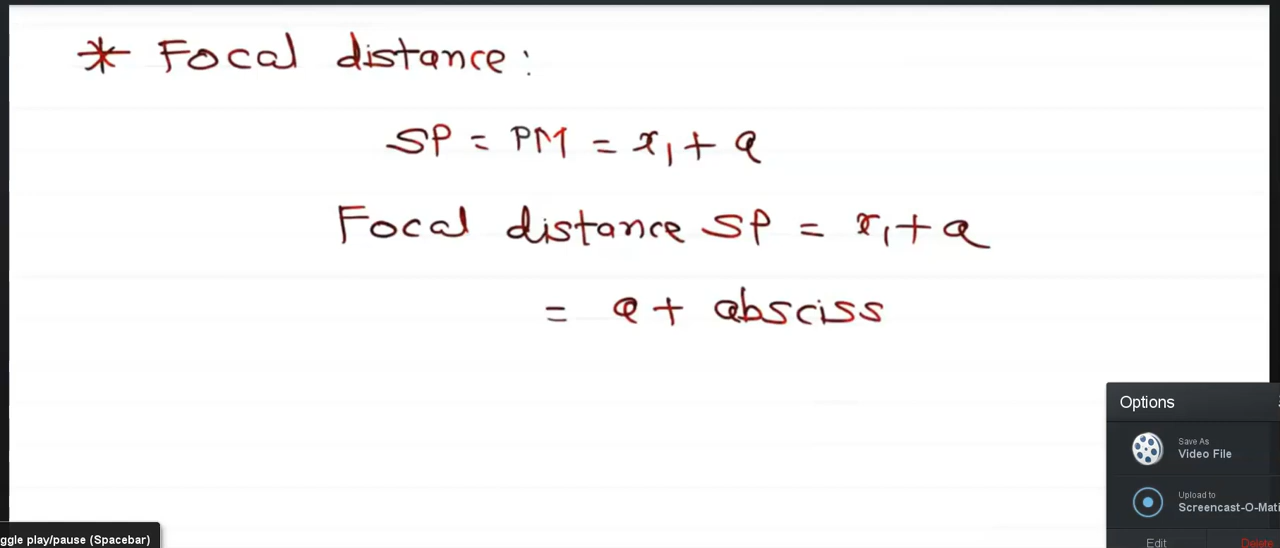 * Focal distance:
SP = PM = x₁ + a
Focal distance SP = x₁ + a
= a + absciss
Options
Save As
Video File
Upload to
Screencast-O-Mati
Edit
Delete
ggle play/pause (Spacebar)